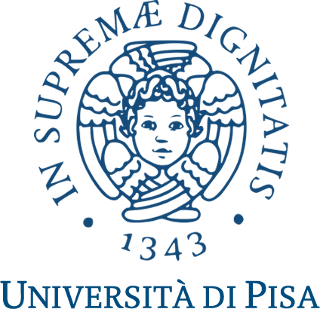 IN SUPREMÆ DIGNITATIS
• 1343 •
UNIVERSITÀ DI PISA